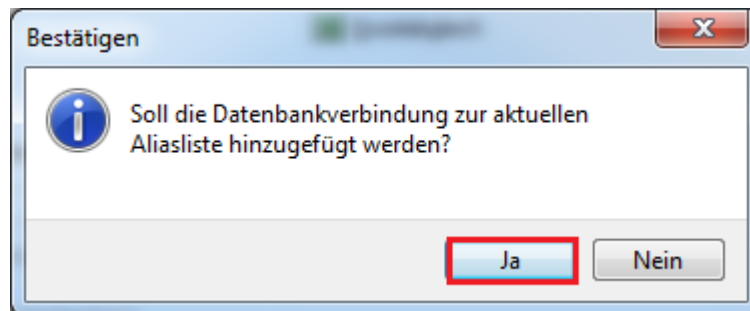 Bestätigen
Soll die Datenbankverbindung zur aktuellen
Aliasliste hinzugefügt werden?
Ja
Nein